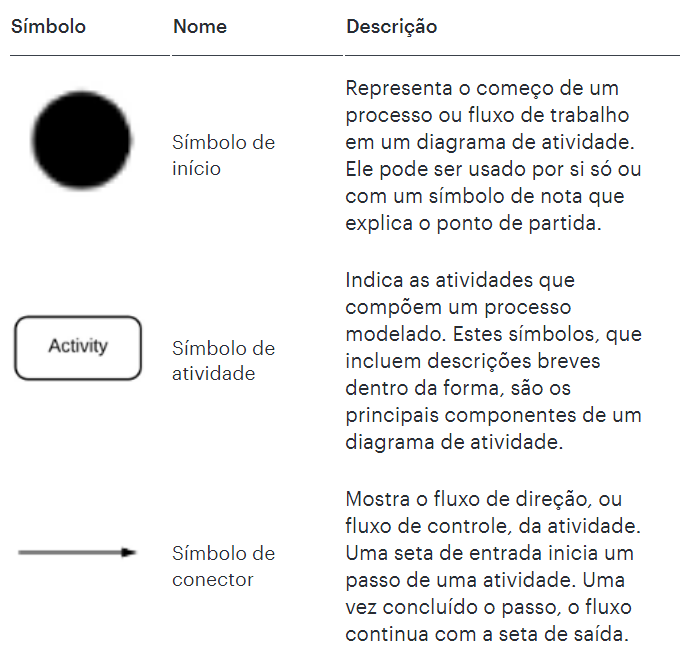 Símbolo Nome Descrição
Símbolo de
início
Representa o começo de um
processo ou fluxo de trabalho
em um diagrama de atividade.
Ele pode ser usado por si só ou
com um símbolo de nota que
explica o ponto de partida.
Activity
Símbolo de
atividade
Indica as atividades que
compõem um processo
modelado. Estes símbolos, que
incluem descrições breves
dentro da forma, são os
principais componentes de um
diagrama de atividade.
Símbolo de
conector
Mostra o fluxo de direção, ou
fluxo de controle, da atividade.
Uma seta de entrada inicia um
passo de uma atividade. Uma
vez concluído o passo, o fluxo
continua com a seta de saída.